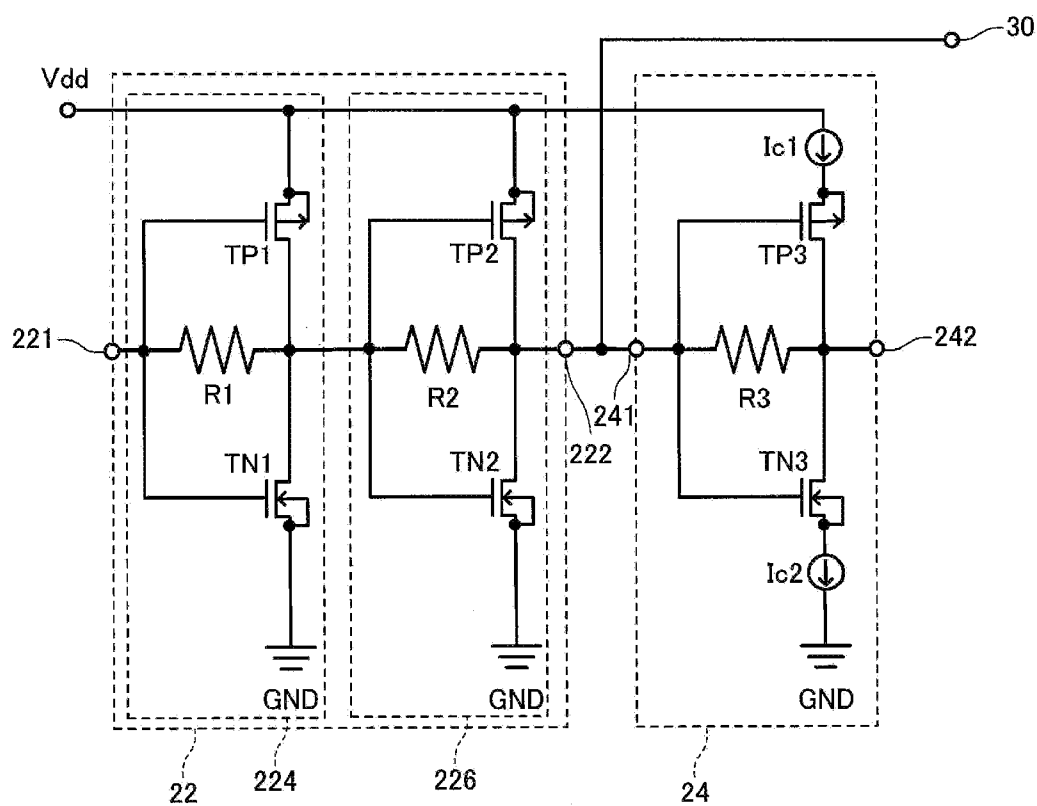 30
Vdd
Ic1
TP1
TP2
TP3
221
R1
R2
241
222
R3
242
TN1
TN2
TN3
Ic2
GND
GND
GND
22
224
226
24